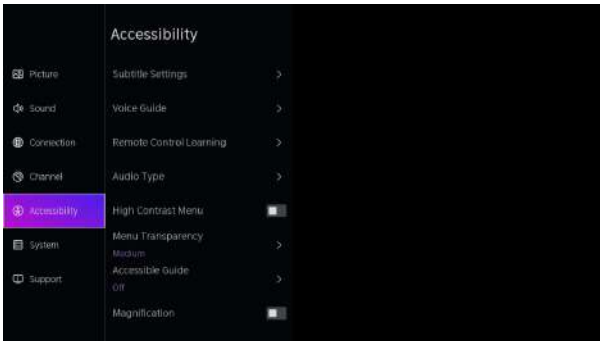 Accessibility
Picture
Sound
Connection
Channel
Accessibility
System
Support
Subtitle Settings
Voice Guide
Remote Control Learning
Audio Type
High Contrast Menu
Menu Transparency
Medium
Accessible Guide
Off
Magnification